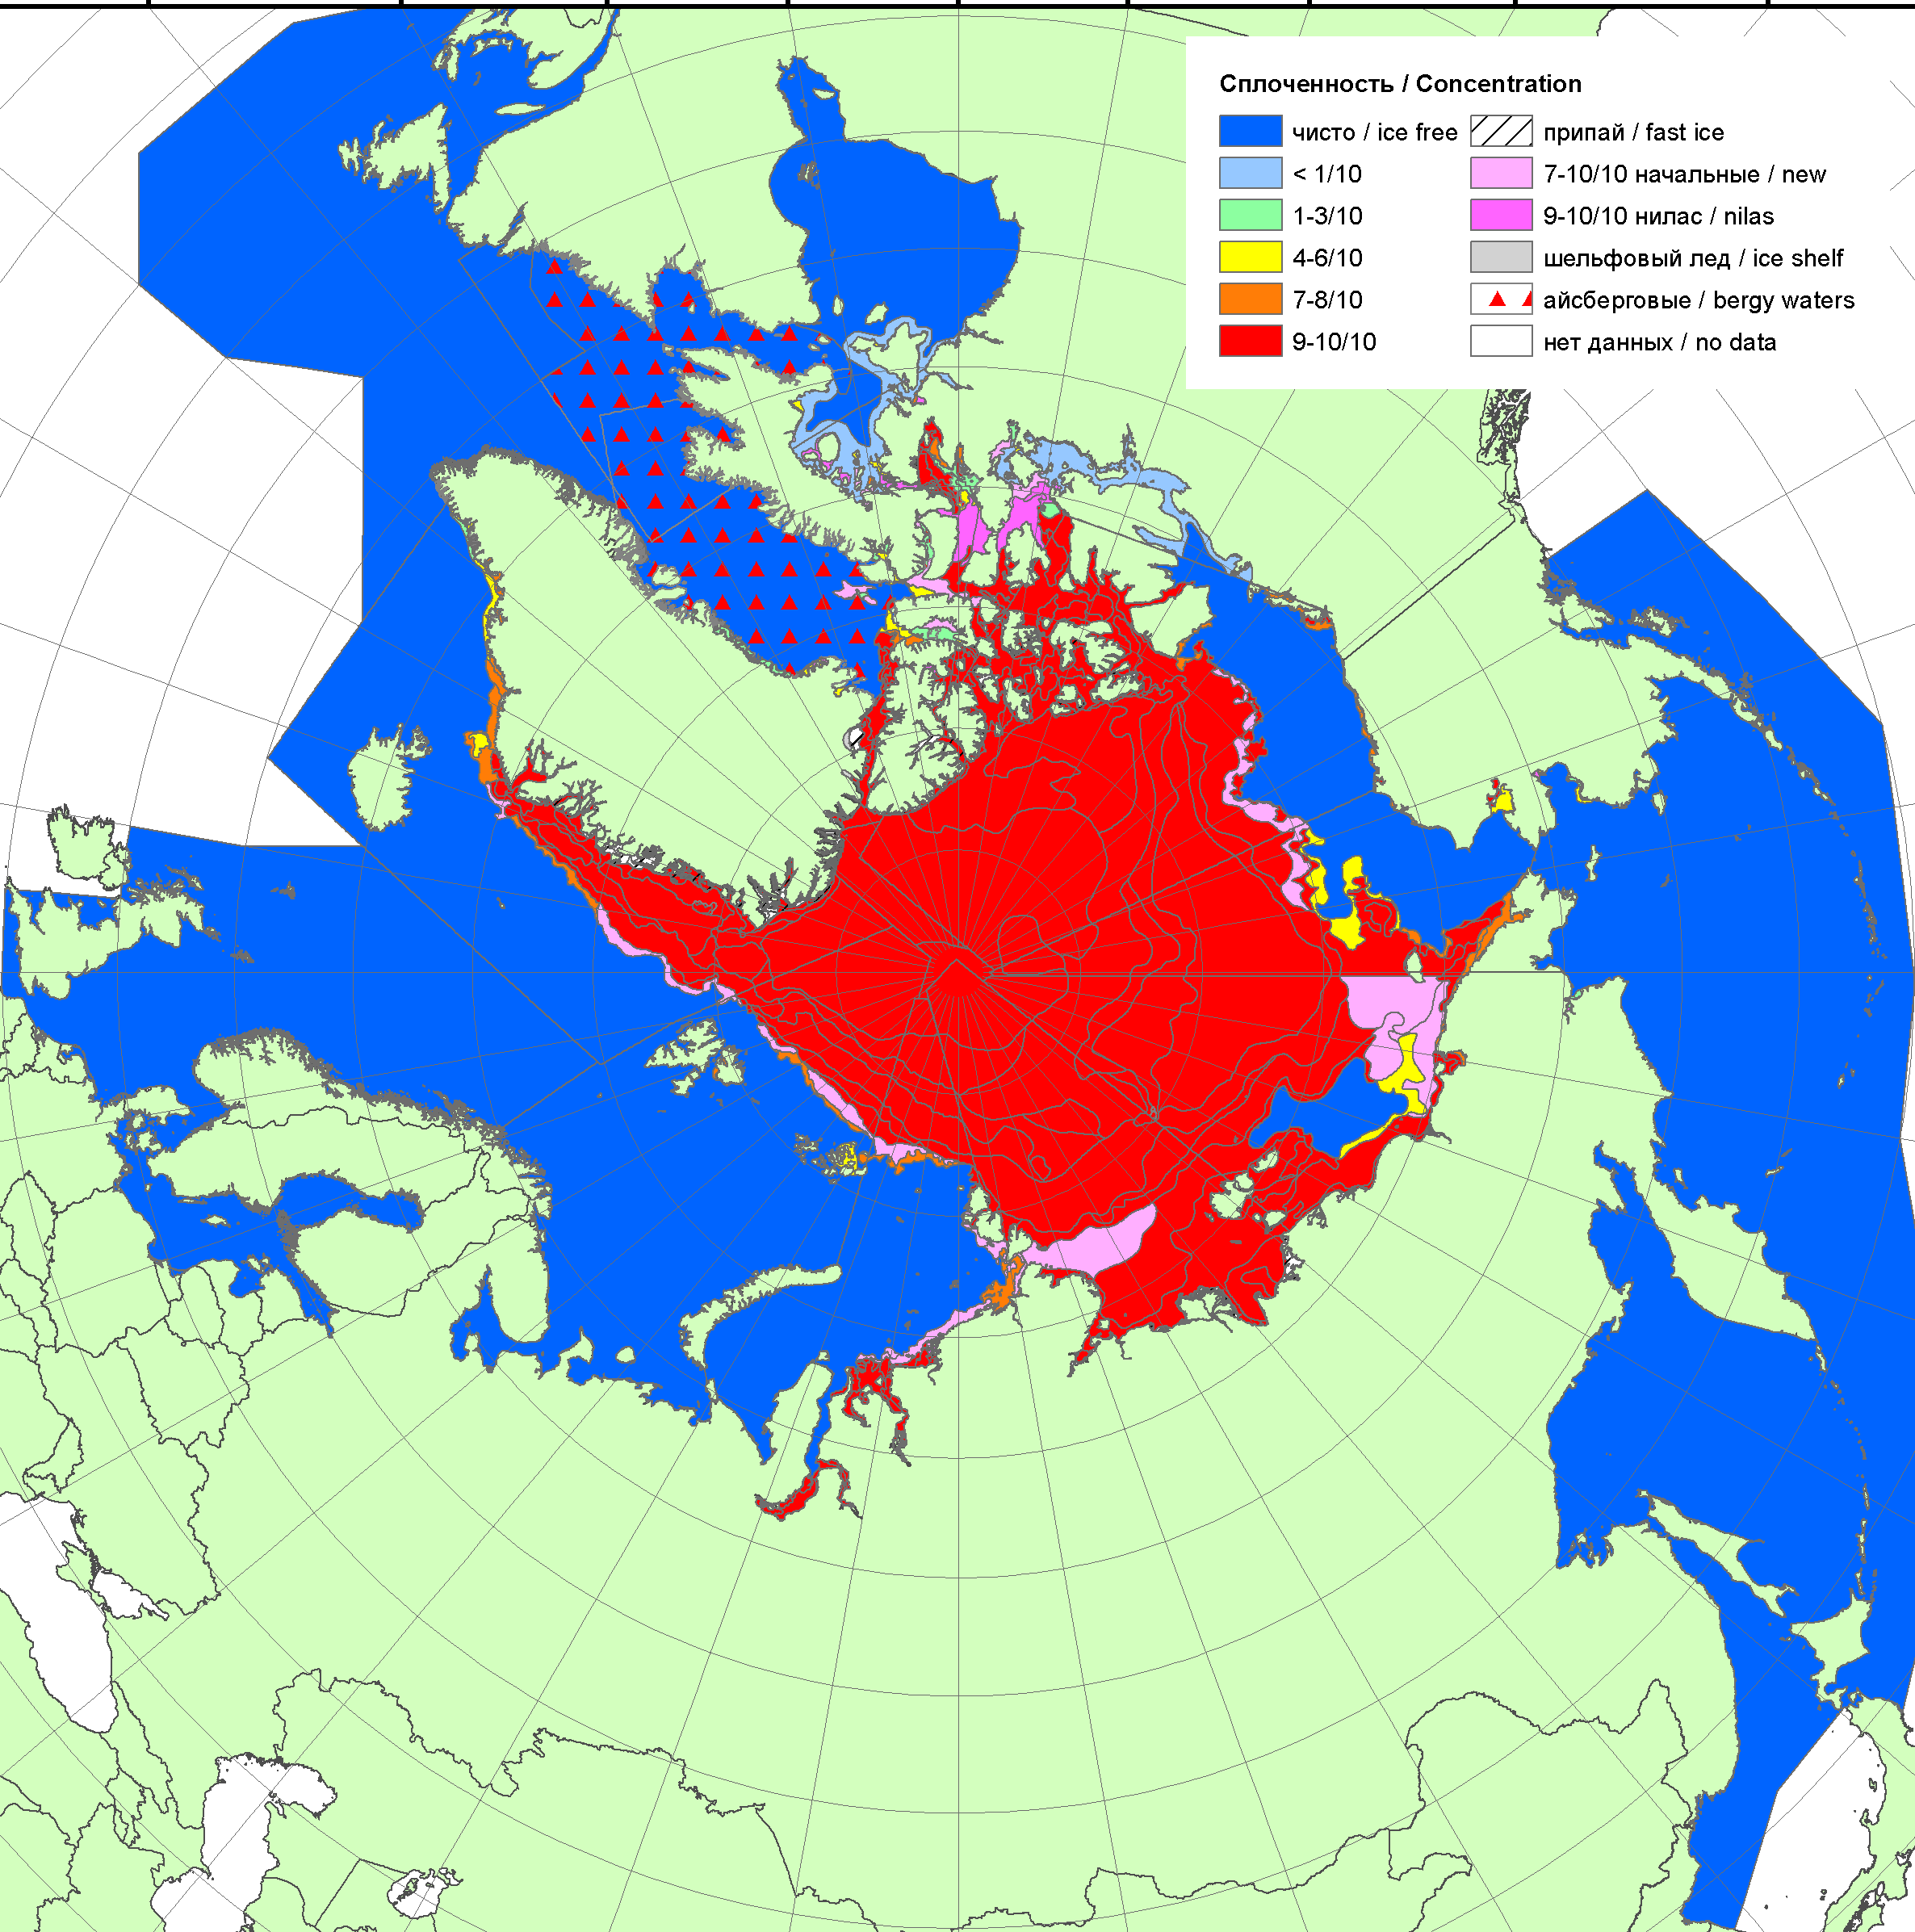 Сплоченность / Concentration
чисто / ice free
< 1/10
1-3/10
4-6/10
7-8/10
9-10/10
припай / fast ice
7-10/10 начальные / new
9-10/10 нилас / nilas
шельфовый лед / ice shelf
айсберговые / bergy waters
нет данных / no data